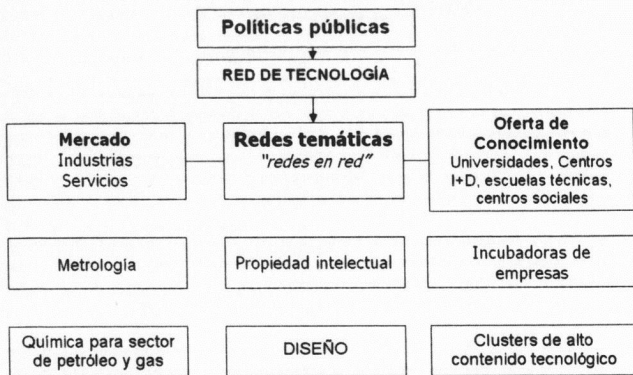 Políticas públicas
RED DE TECNOLOGÍA
Mercado
Industrias
Servicios
Redes temáticas
"redes en red"
Oferta de
Conocimiento
Universidades, Centros
I+D, escuelas técnicas,
centros sociales
Metrología
Propiedad intelectual
Incubadoras de
empresas
Química para sector
de petróleo y gas
DISEÑO
Clusters de alto
contenido tecnológico